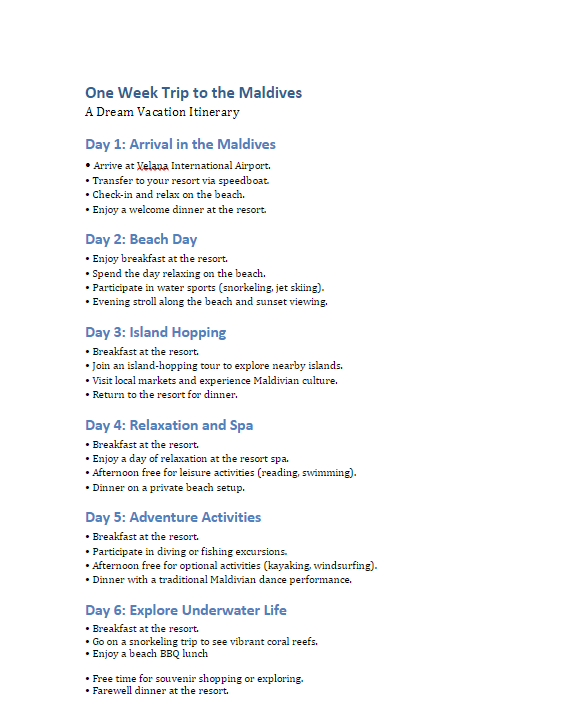 One Week Trip to the Maldives
A Dream Vacation Itinerary
Day 1: Arrival in the Maldives
• Arrive at Velana International Airport.
• Transfer to your resort via speedboat.
• Check-in and relax on the beach.
• Enjoy a welcome dinner at the resort.
Day 2: Beach Day
• Enjoy breakfast at the resort.
• Spend the day relaxing on the beach.
• Participate in water sports (snorkeling, jet skiing).
• Evening stroll along the beach and sunset viewing.
Day 3: Island Hopping
• Breakfast at the resort.
• Join an island-hopping tour to explore nearby islands.
• Visit local markets and experience Maldivian culture.
• Return to the resort for dinner.
Day 4: Relaxation and Spa
• Breakfast at the resort.
• Enjoy a day of relaxation at the resort spa.
• Afternoon free for leisure activities (reading, swimming).
• Dinner on a private beach setup.
Day 5: Adventure Activities
• Breakfast at the resort.
• Participate in diving or fishing excursions.
• Afternoon free for optional activities (kayaking, windsurfing).
• Dinner with a traditional Maldivian dance performance.
Day 6: Explore Underwater Life
• Breakfast at the resort.
• Go on a snorkeling trip to see vibrant coral reefs.
• Enjoy a beach BBQ lunch
• Free time for souvenir shopping or exploring.
• Farewell dinner at the resort.